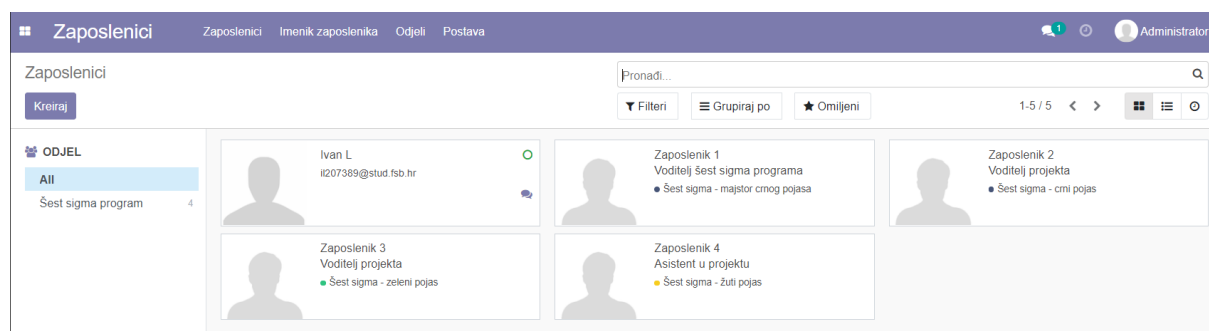 Zaposlenici Zaposlenici Imenik zaposlenika Odjeli Postava 1 Administrator
Zaposlenici
Pronađi...
Kreiraj
Filteri Grupiraj po Omiljeni 1-5 / 5
ODJEL
All
Šest sigma program 4
Ivan L
il207389@stud.fsb.hr
Zaposlenik 1
Voditelj šest sigma programa
Šest sigma - majstor crnog pojasa
Zaposlenik 2
Voditelj projekta
Šest sigma - crni pojas
Zaposlenik 3
Voditelj projekta
Šest sigma - zeleni pojas
Zaposlenik 4
Asistent u projektu
Šest sigma - žuti pojas